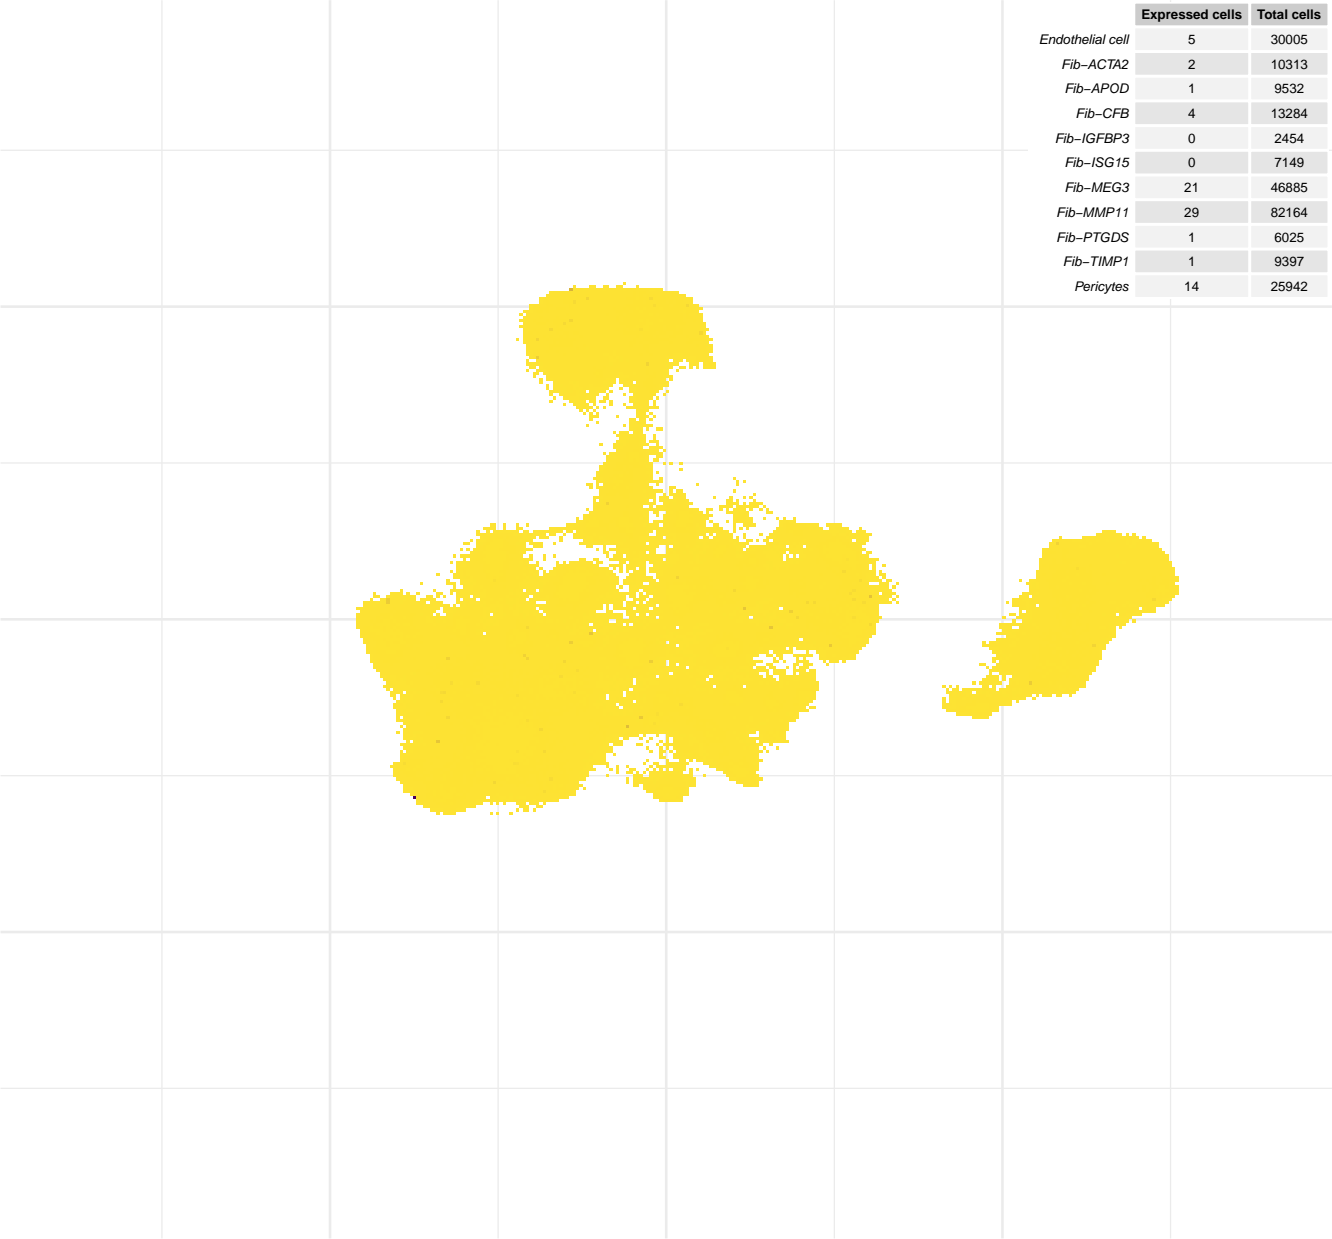 Expressed cells Total cells
Endothelial cell 5 30005
Fib−ACTA2 2 10313
Fib−APOD 1 9532
Fib−CFB 4 13284
Fib−IGFBP3 0 2454
Fib−ISG15 0 7149
Fib−MEG3 21 46885
Fib−MMP11 29 82164
Fib−PTGDS 1 6025
Fib−TIMP1 1 9397
Pericytes 14 25942